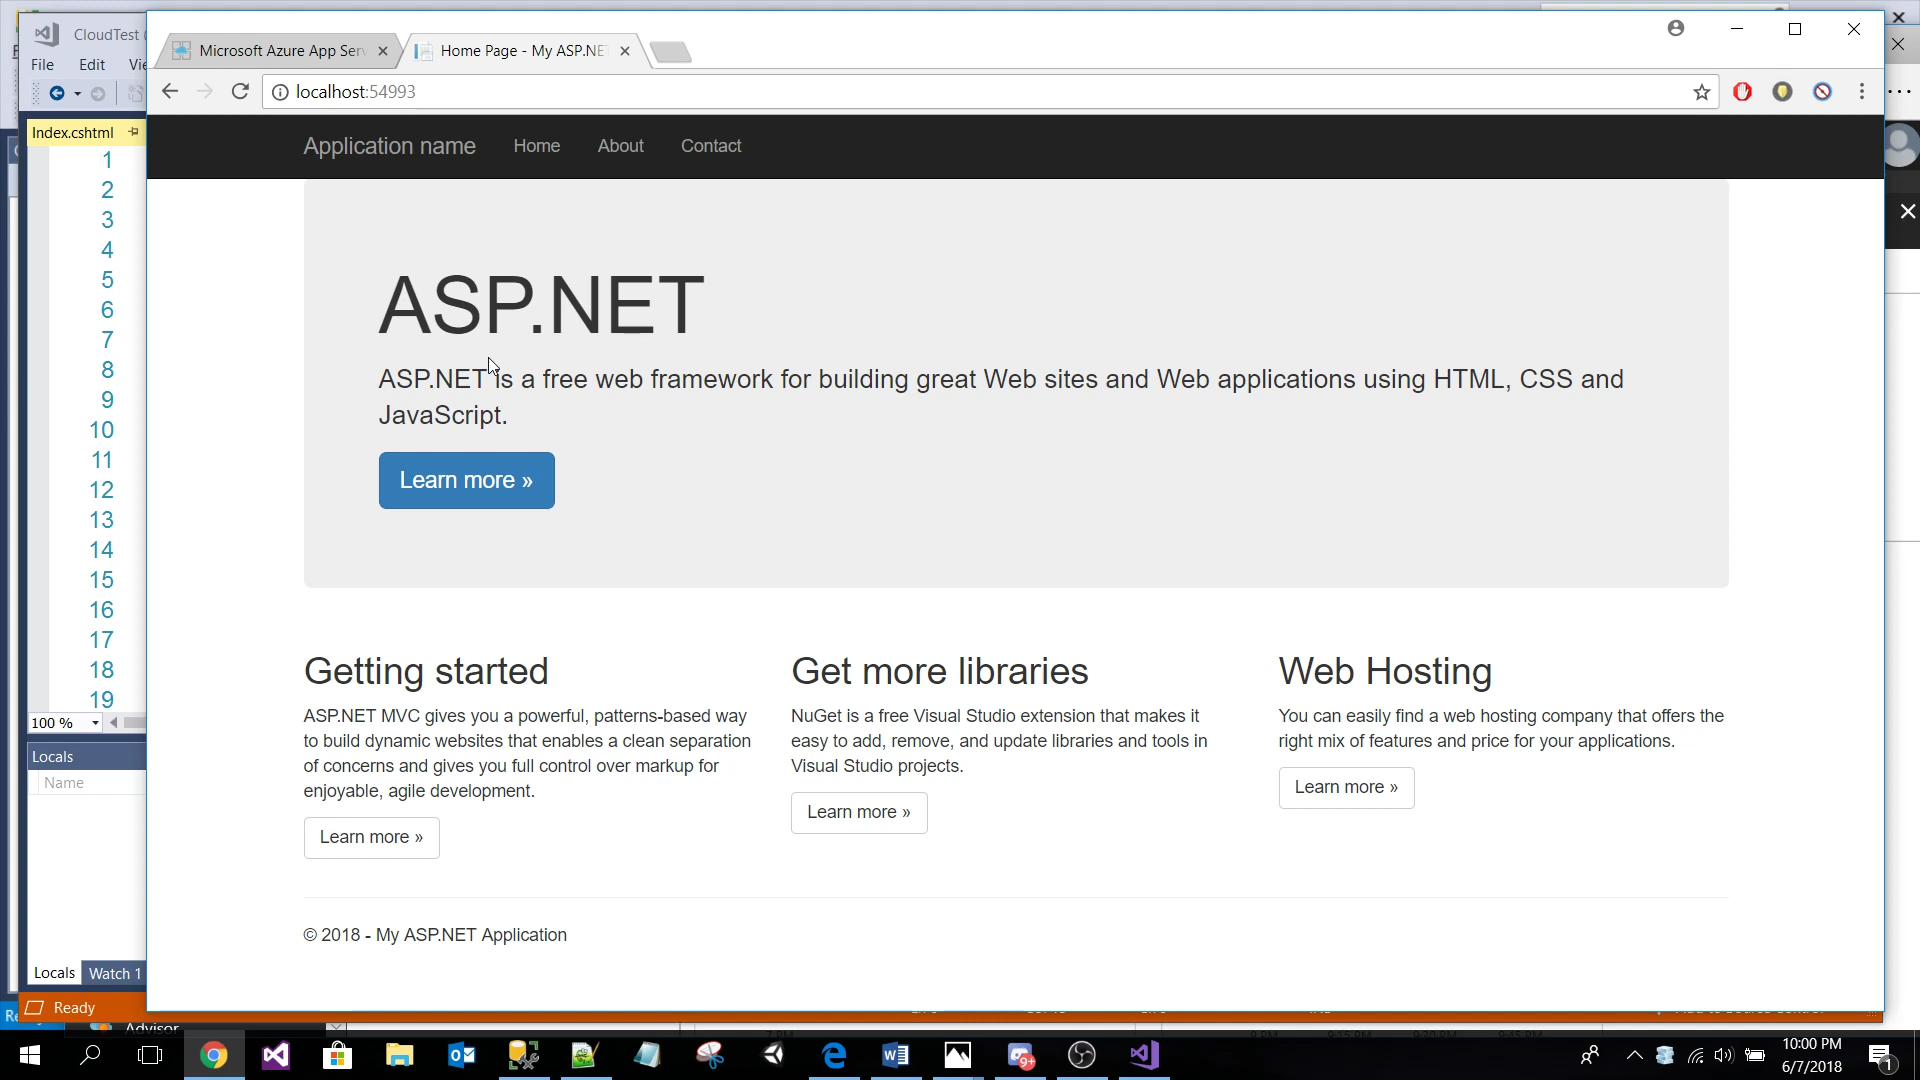 CloudTest
Microsoft Azure App Serv
Home Page - My ASP.NET
File Edit
localhost:54993
Index.cshtml
Application name Home About Contact
1
2
3
4
5
6
7
8
9
10
11
12
13
14
15
16
17
18
19
ASP.NET
ASP.NET is a free web framework for building great Web sites and Web applications using HTML, CSS and
JavaScript.
Learn more »
Getting started
ASP.NET MVC gives you a powerful, patterns-based way
to build dynamic websites that enables a clean separation
of concerns and gives you full control over markup for
enjoyable, agile development.
Learn more »
Get more libraries
NuGet is a free Visual Studio extension that makes it
easy to add, remove, and update libraries and tools in
Visual Studio projects.
Learn more »
Web Hosting
You can easily find a web hosting company that offers the
right mix of features and price for your applications.
Learn more »
© 2018 - My ASP.NET Application
100 %
Locals
Name
Locals Watch 1
Ready
Advisor
9+
10:00 PM
6/7/2018
1